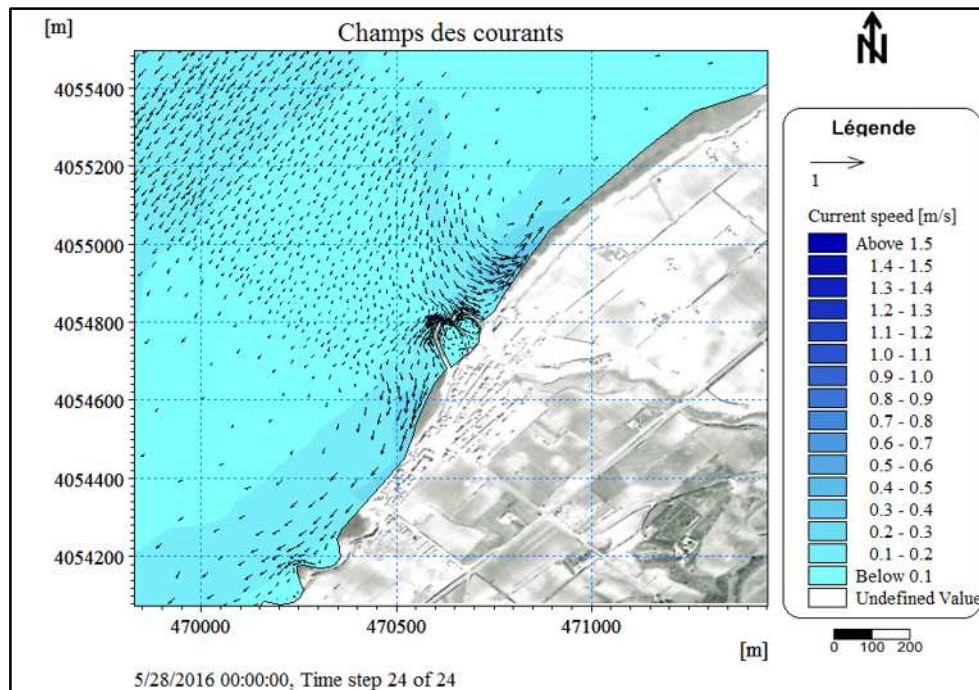 [m]
Champs des courants
N
4055400
4055200
4055000
4054800
4054600
4054400
4054200
470000
470500
471000
[m]
5/28/2016 00:00:00, Time step 24 of 24
Légende
1
Current speed [m/s]
Above 1.5
1.4 - 1.5
1.3 - 1.4
1.2 - 1.3
1.1 - 1.2
1.0 - 1.1
0.9 - 1.0
0.8 - 0.9
0.7 - 0.8
0.6 - 0.7
0.5 - 0.6
0.4 - 0.5
0.3 - 0.4
0.2 - 0.3
0.1 - 0.2
Below 0.1
Undefined Value
0 100 200